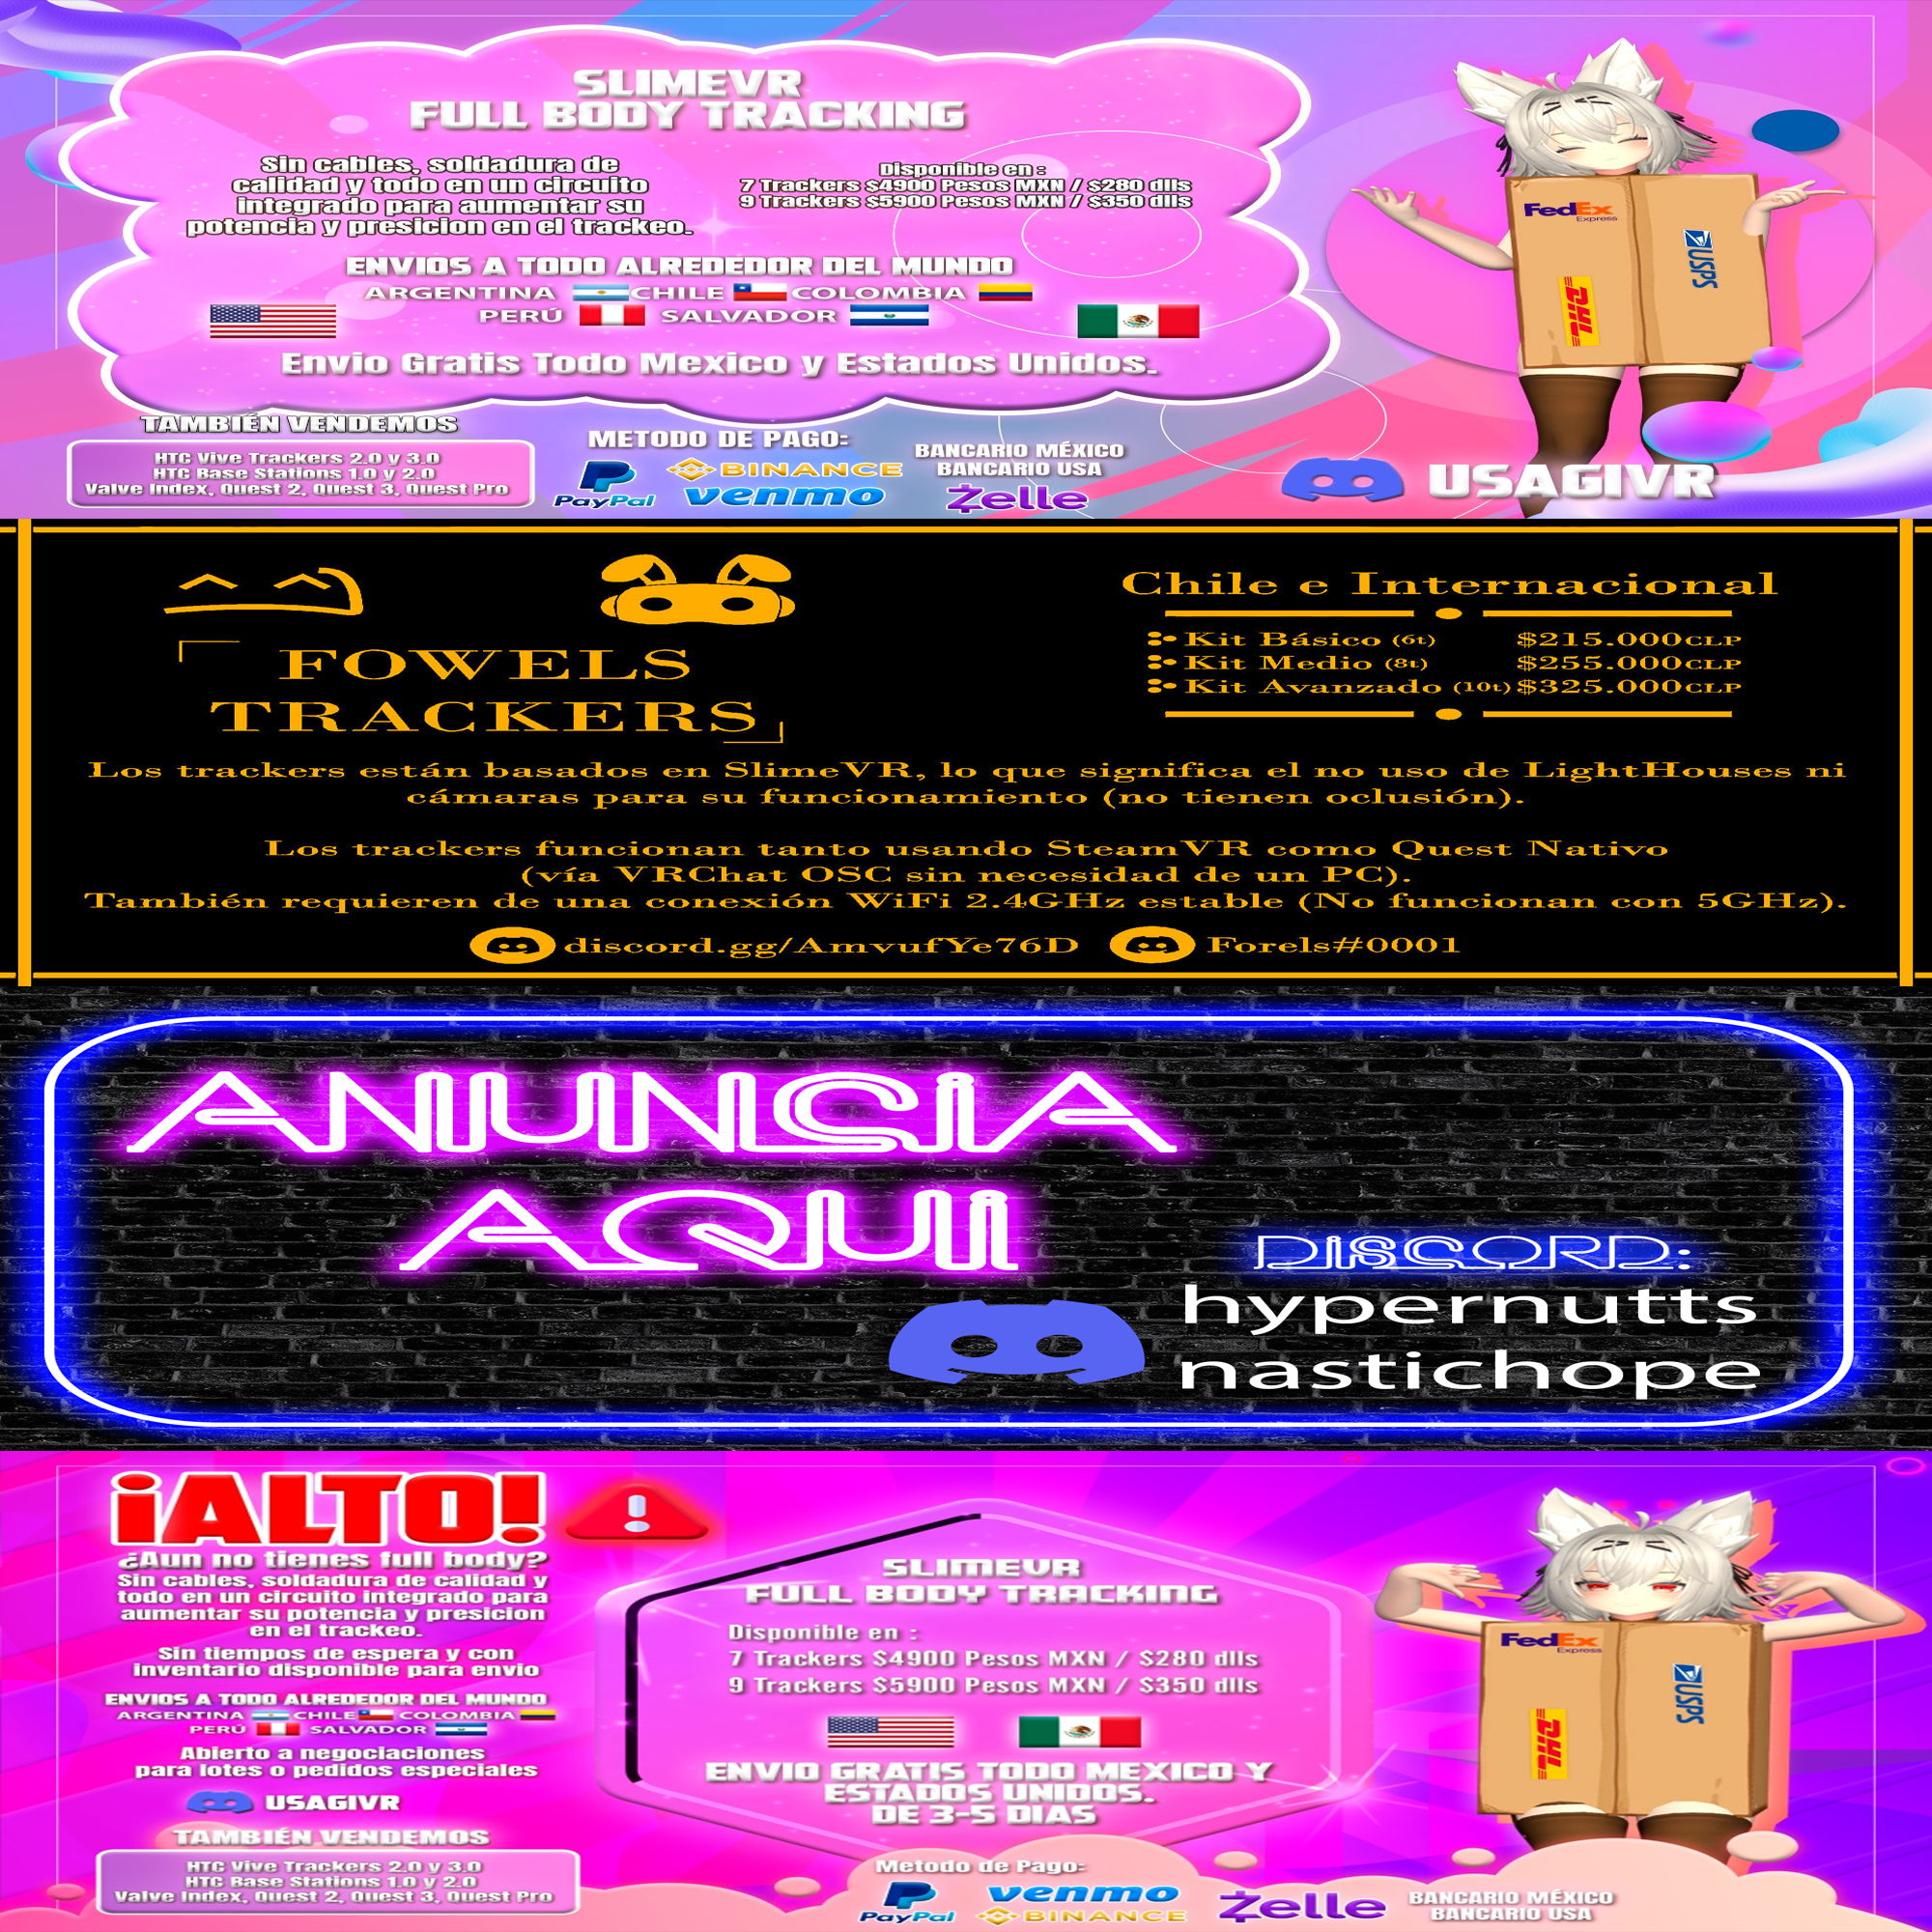 SLIMEVR
FULL BODY TRACKING
Sin cables, soldadura de
calidad y todo en un circuito
integrado para aumentar su
potencia y presicion en el trackeo.
Disponible en :
7 Trackers $4900 Pesos MXN / $280 dlls
9 Trackers $5900 Pesos MXN / $350 dlls
ENVIOS A TODO ALREDEDOR DEL MUNDO
ARGENTINA CHILE COLOMBIA
PERÚ SALVADOR
Envio Gratis Todo Mexico y Estados Unidos.
TAMBIÉN VENDEMOS
HTC Vive Trackers 2.0 y 3.0
HTC Base Stations 1.0 y 2.0
Valve Index, Quest 2, Quest 3, Quest Pro
METODO DE PAGO:
PayPal
BINANCE
venmo
BANCARIO MÉXICO
BANCARIO USA
Zelle
FedEx
Express
USPS
DHL
USAGIVR
FOWELS
TRACKERS
Chile e Internacional
Kit Básico (6t) $215.000CLP
Kit Medio (8t) $255.000CLP
Kit Avanzado (10t) $325.000CLP
Los trackers están basados en SlimeVR, lo que significa el no uso de LightHouses ni
cámaras para su funcionamiento (no tienen oclusión).
Los trackers funcionan tanto usando SteamVR como Quest Nativo
(vía VRChat OSC sin necesidad de un PC).
También requieren de una conexión WiFi 2.4GHz estable (No funcionan con 5GHz).
discord.gg/AmvufYe76D Forels#0001
ANUNCiA
AQUi
DiSCORD:
hypernutts
nastichope
¡ALTO!
¿Aun no tienes full body?
Sin cables, soldadura de calidad y
todo en un circuito integrado para
aumentar su potencia y presicion
en el trackeo.
Sin tiempos de espera y con
inventario disponible para envio
ENVIOS A TODO ALREDEDOR DEL MUNDO
ARGENTINA CHILE COLOMBIA
PERÚ SALVADOR
Abierto a negociaciones
para lotes o pedidos especiales
USAGIVR
TAMBIÉN VENDEMOS
HTC Vive Trackers 2.0 y 3.0
HTC Base Stations 1.0 y 2.0
Valve Index, Quest 2, Quest 3, Quest Pro
SLIMEVR
FULL BODY TRACKING
Disponible en :
7 Trackers $4900 Pesos MXN / $280 dlls
9 Trackers $5900 Pesos MXN / $350 dlls
ENVIO GRATIS TODO MEXICO Y
ESTADOS UNIDOS.
DE 3-5 DIAS
Metodo de Pago:
PayPal
venmo
BINANCE
Zelle
BANCARIO MÉXICO
BANCARIO USA
FedEx
Express
USPS
DHL